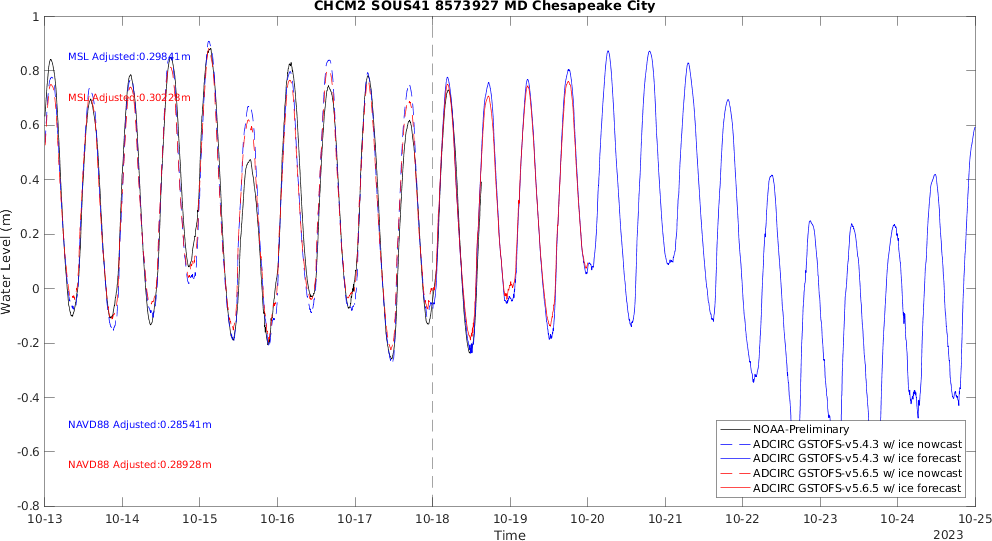 CHCM2 SOUS41 8573927 MD Chesapeake City
1
0.8
0.6
0.4
0.2
0
-0.2
-0.4
-0.6
-0.8
Water Level (m)
MSL Adjusted:0.29841m
MSL Adjusted:0.30228m
NAVD88 Adjusted:0.28541m
NAVD88 Adjusted:0.28928m
NOAA-Preliminary
ADCIRC GSTOFS-v5.4.3 w/ ice nowcast
ADCIRC GSTOFS-v5.4.3 w/ ice forecast
ADCIRC GSTOFS-v5.6.5 w/ ice nowcast
ADCIRC GSTOFS-v5.6.5 w/ ice forecast
10-13 10-14 10-15 10-16 10-17 10-18 10-19 10-20 10-21 10-22 10-23 10-24 10-25
Time
2023